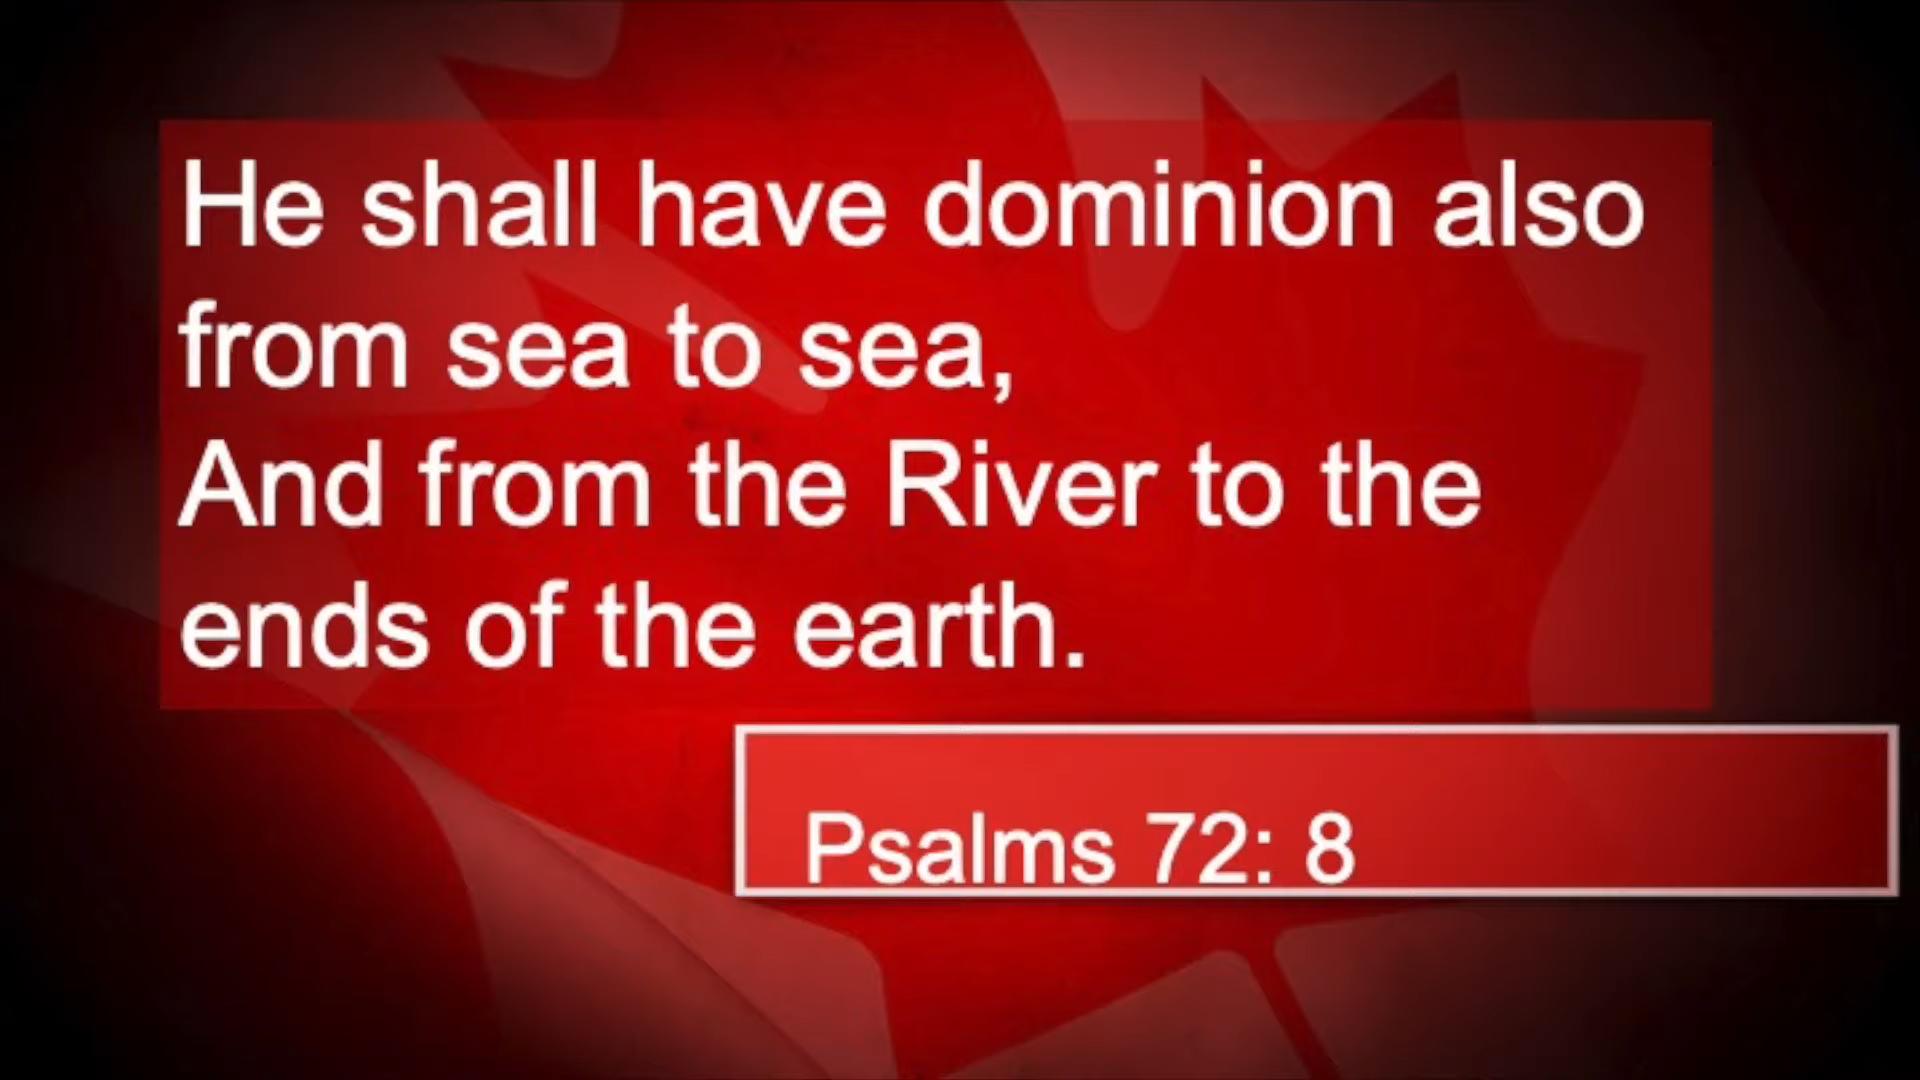 He shall have dominion also
from sea to sea,
And from the River to the
ends of the earth.
Psalms 72: 8